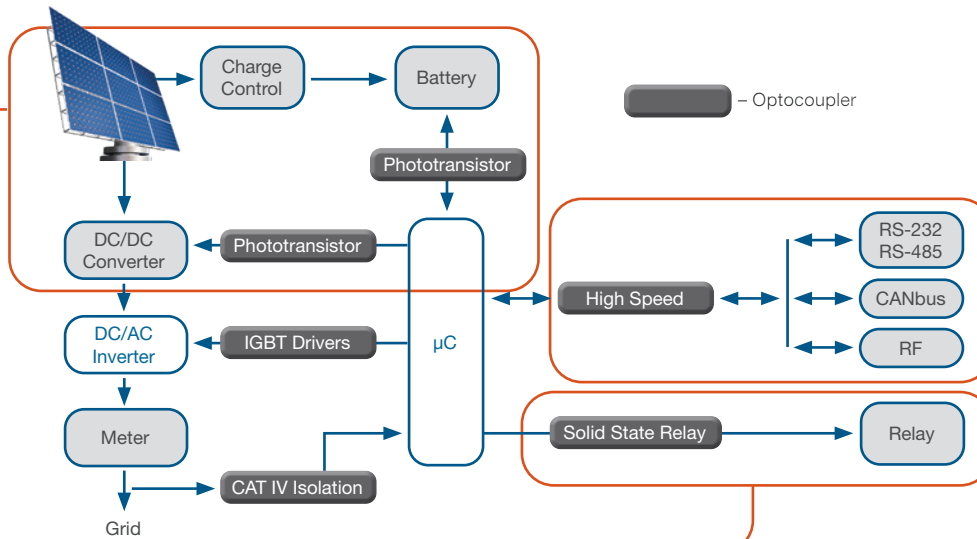 Charge
Control
Battery
– Optocoupler
Phototransistor
DC/DC
Converter
Phototransistor
RS-232
RS-485
High Speed
CANbus
DC/AC
Inverter
IGBT Drivers
µC
RF
Meter
Solid State Relay
Relay
CAT IV Isolation
Grid